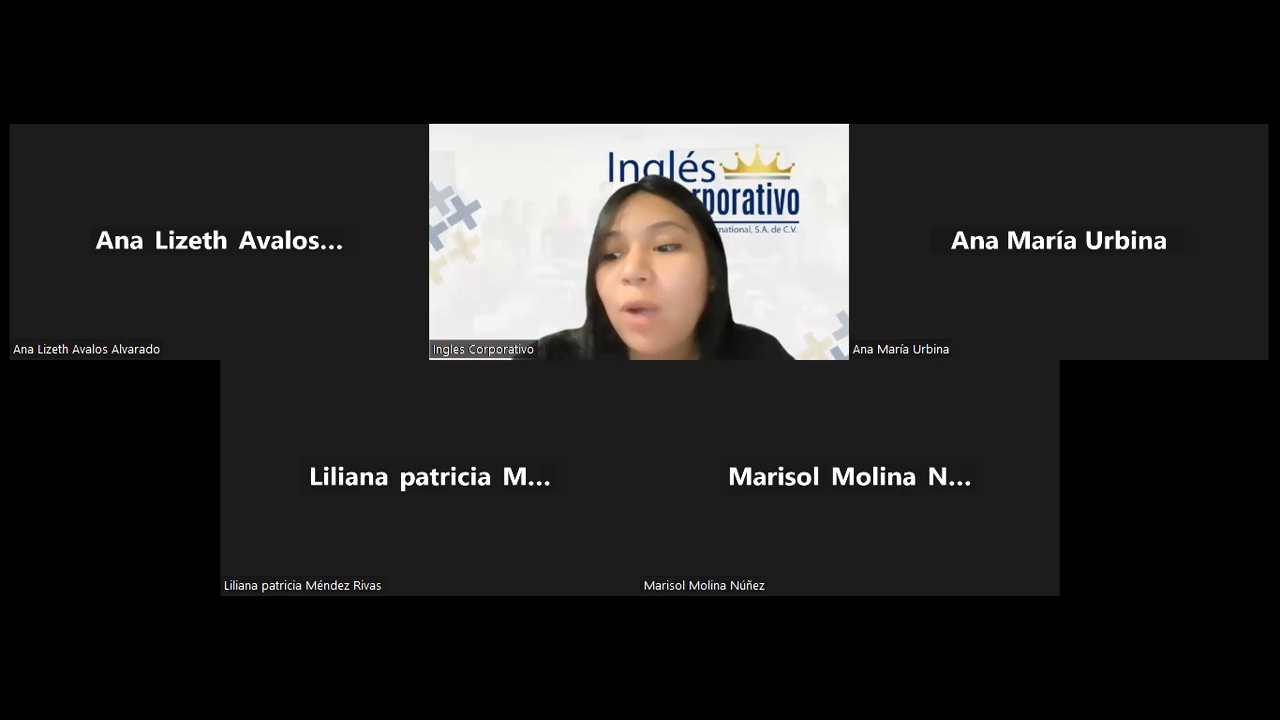 Ana Lizeth Avalos...
Inglés
rporativo
national, S.A. de C.V.
Ana María Urbina
Ana Lizeth Avalos Alvarado
Ingles Corporativo
Ana María Urbina
Liliana patricia M...
Marisol Molina N...
Liliana patricia Méndez Rivas
Marisol Molina Núñez